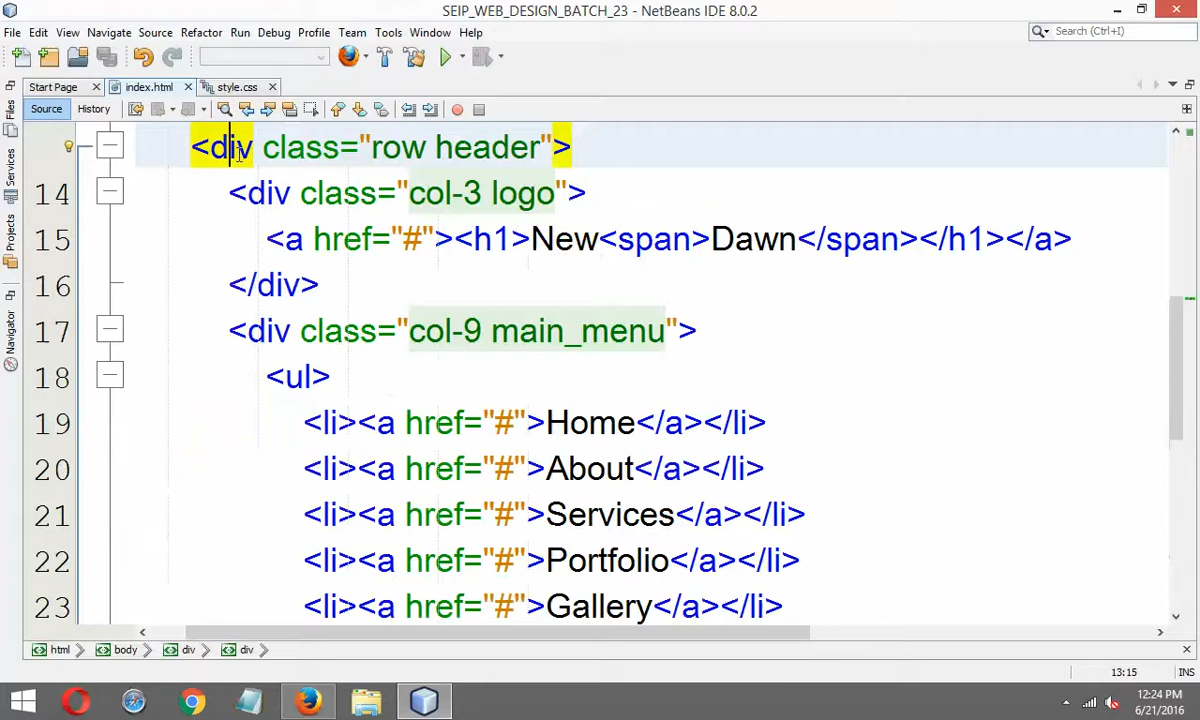 SEIP_WEB_DESIGN_BATCH_23 - NetBeans IDE 8.0.2
File Edit View Navigate Source Refactor Run Debug Profile Team Tools Window Help
Search (Ctrl+I)
Start Page index.html style.css
Source History
<div class="row header">
14 <div class="col-3 logo">
15 <a href="#"><h1>New<span>Dawn</span></h1></a>
16 </div>
17 <div class="col-9 main_menu">
18 <ul>
19 <li><a href="#">Home</a></li>
20 <li><a href="#">About</a></li>
21 <li><a href="#">Services</a></li>
22 <li><a href="#">Portfolio</a></li>
23 <li><a href="#">Gallery</a></li>
Files
Services
Projects
Navigator
html body div div
13:15 INS
12:24 PM
6/21/2016